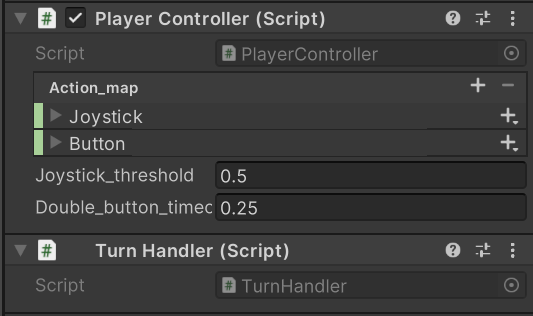 Player Controller (Script)
Script PlayerController
Action_map
Joystick
Button
Joystick_threshold 0.5
Double_button_timec 0.25
Turn Handler (Script)
Script TurnHandler